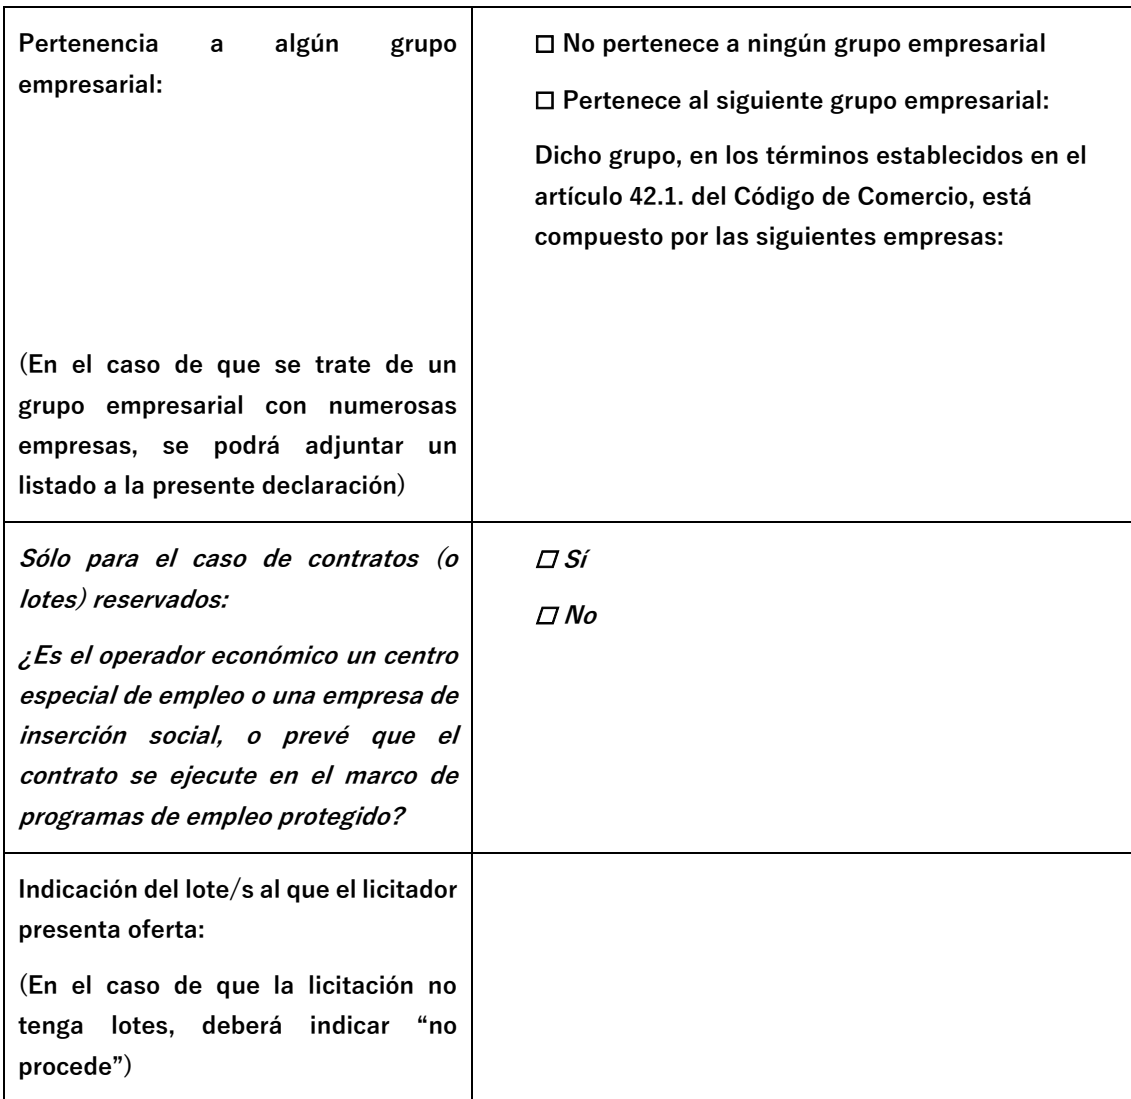 Pertenencia a algún grupo
empresarial:
(En el caso de que se trate de un
grupo empresarial con numerosas
empresas, se podrá adjuntar un
listado a la presente declaración)
☐ No pertenece a ningún grupo empresarial
☐ Pertenece al siguiente grupo empresarial:
Dicho grupo, en los términos establecidos en el
artículo 42.1. del Código de Comercio, está
compuesto por las siguientes empresas:
Sólo para el caso de contratos (o
lotes) reservados:
¿Es el operador económico un centro
especial de empleo o una empresa de
inserción social, o prevé que el
contrato se ejecute en el marco de
programas de empleo protegido?
☐ Sí
☐ No
Indicación del lote/s al que el licitador
presenta oferta:
(En el caso de que la licitación no
tenga lotes, deberá indicar “no
procede”)